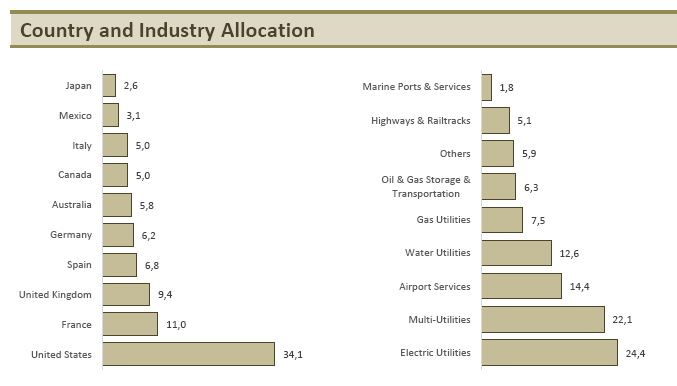 Country and Industry Allocation
Japan 2,6
Mexico 3,1
Italy 5,0
Canada 5,0
Australia 5,8
Germany 6,2
Spain 6,8
United Kingdom 9,4
France 11,0
United States 34,1
Marine Ports & Services 1,8
Highways & Railtracks 5,1
Others 5,9
Oil & Gas Storage &
Transportation 6,3
Gas Utilities 7,5
Water Utilities 12,6
Airport Services 14,4
Multi-Utilities 22,1
Electric Utilities 24,4